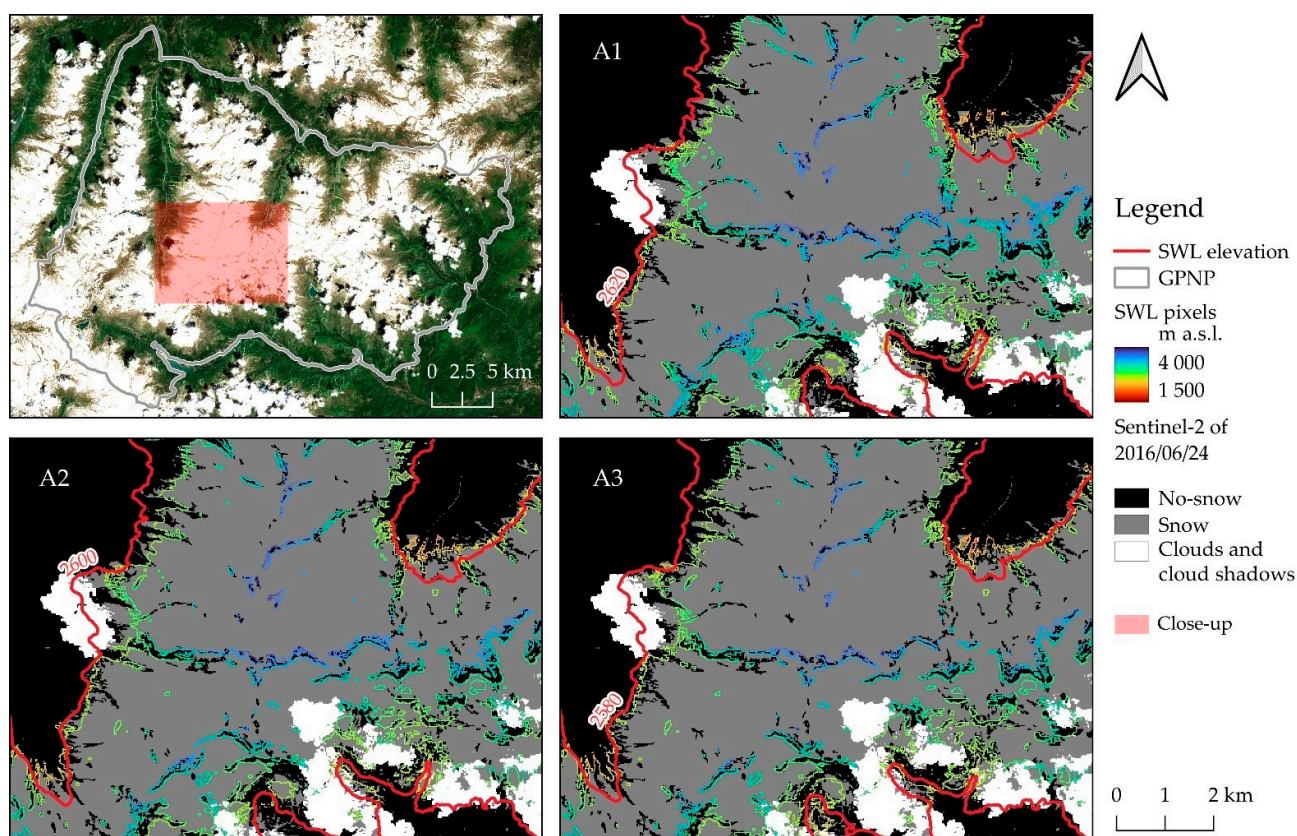 0 2.5 5 km
A1
2620
A2
2600
A3
2580
Legend
SWL elevation
GPNP
SWL pixels
m a.s.l.
4 000
1 500
Sentinel-2 of
2016/06/24
No-snow
Snow
Clouds and
cloud shadows
Close-up
0 1 2 km